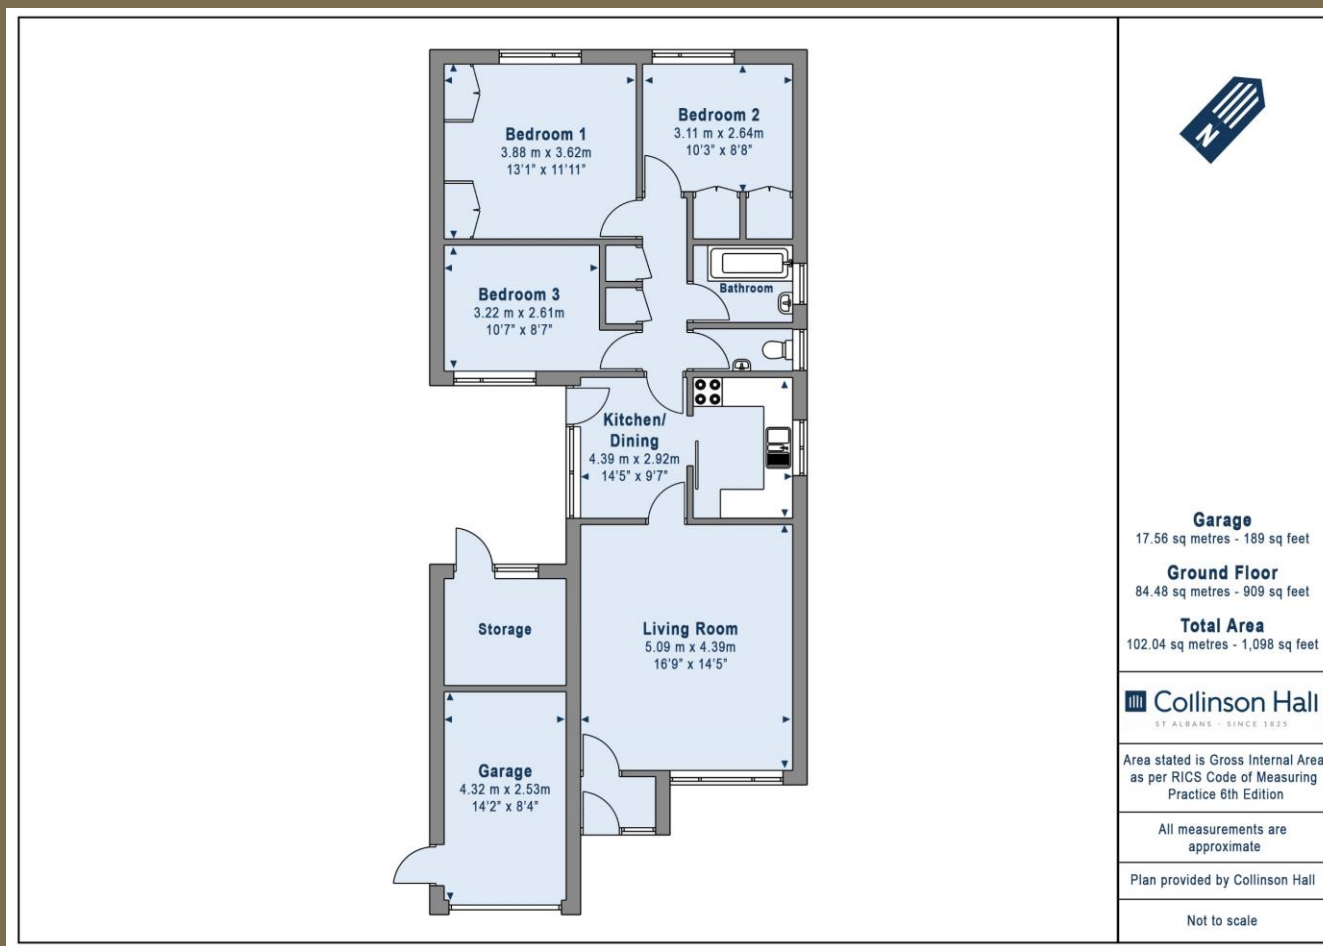 Bedroom 1
3.88 m x 3.62m
13'1" x 11'11"
Bedroom 2
3.11 m x 2.64m
10'3" x 8'8"
Bedroom 3
3.22 m x 2.61m
10'7" x 8'7"
Bathroom
Kitchen/
Dining
4.39 m x 2.92m
14'5" x 9'7"
Storage
Living Room
5.09 m x 4.39m
16'9" x 14'5"
Garage
4.32 m x 2.53m
14'2" x 8'4"
N
Garage
17.56 sq metres - 189 sq feet
Ground Floor
84.48 sq metres - 909 sq feet
Total Area
102.04 sq metres - 1,098 sq feet
Collinson Hall
ST ALBANS - SINCE 1825
Area stated is Gross Internal Area
as per RICS Code of Measuring
Practice 6th Edition
All measurements are
approximate
Plan provided by Collinson Hall
Not to scale